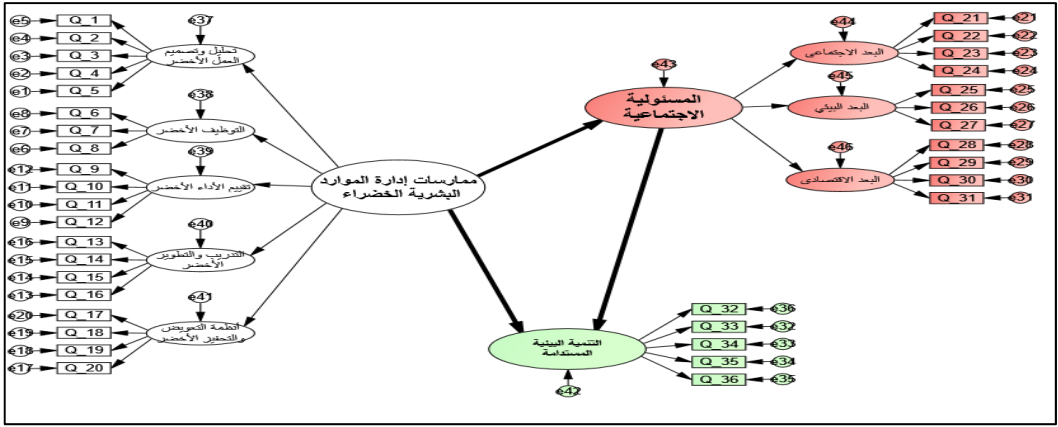 e5 Q_1
e4 Q_2
e3 Q_3
e2 Q_4
e1 Q_5
e37
تحليل وتصميم
العمل الأخضر
e8 Q_6
e7 Q_7
e6 Q_8
e38
التوظيف الأخضر
e12 Q_9
e11 Q_10
e10 Q_11
e9 Q_12
e39
تقييم الأداء الأخضر
e16 Q_13
e15 Q_14
e14 Q_15
e13 Q_16
e40
التدريب والتطوير
الأخضر
e20 Q_17
e19 Q_18
e18 Q_19
e17 Q_20
e41
أنظمة التعويض
والتحفيز الأخضر
ممارسات إدارة الموارد
البشرية الخضراء
e43
المسئولية
الاجتماعية
e44
البعد الاجتماعى
Q_21 e21
Q_22 e22
Q_23 e23
Q_24 e24
e45
البعد البيئي
Q_25 e25
Q_26 e26
Q_27 e27
e46
البعد الاقتصادى
Q_28 e28
Q_29 e29
Q_30 e30
Q_31 e31
التنمية البيئية
المستدامة
e42
Q_32 e36
Q_33 e32
Q_34 e33
Q_35 e34
Q_36 e35